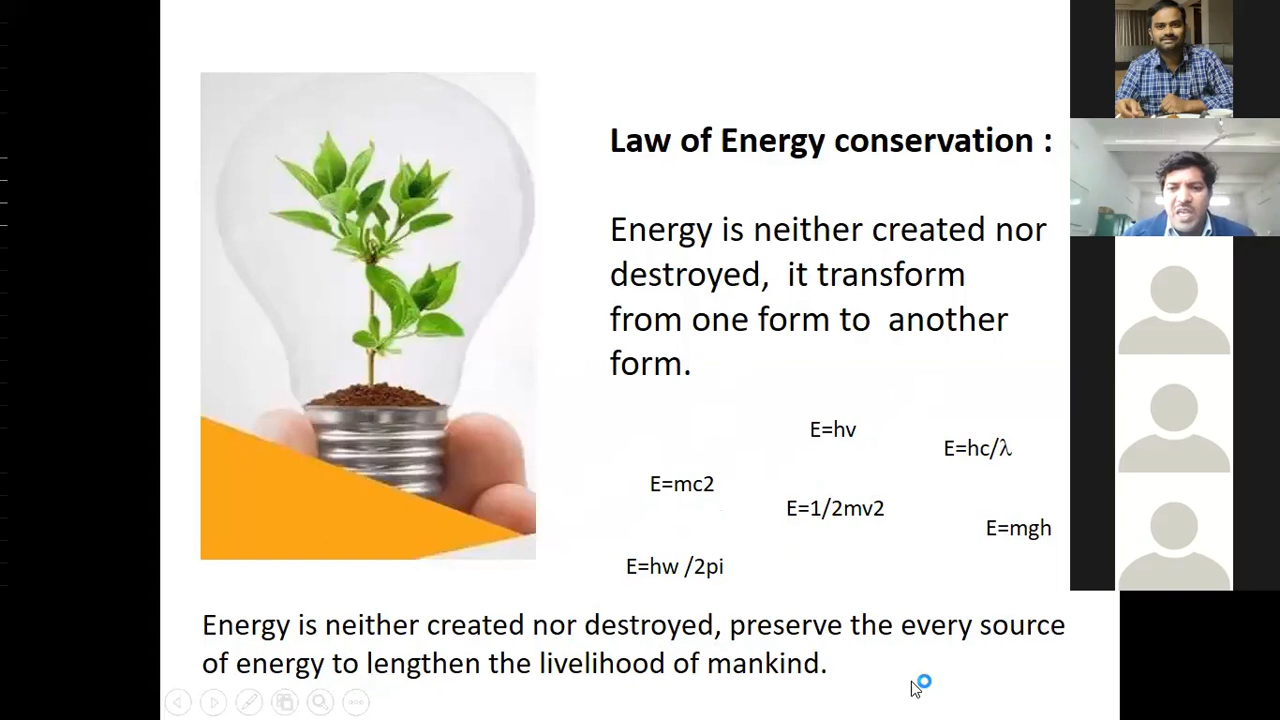 Law of Energy conservation :
Energy is neither created nor
destroyed,  it transform
from one form to  another
form.
E=hv
E=hc/λ
E=mc2
E=1/2mv2
E=mgh
E=hw /2pi
Energy is neither created nor destroyed, preserve the every source
of energy to lengthen the livelihood of mankind.